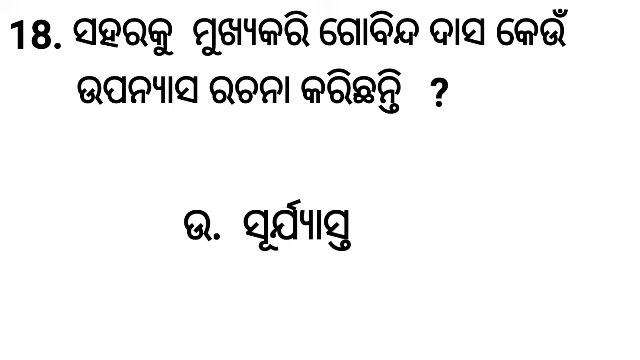 18. ସହରକୁ ମୁଖ୍ୟକରି ଗୋବିନ୍ଦ ଦାସ କେଉଁ
ଉପନ୍ୟାସ ରଚନା କରିଛନ୍ତି ?
ଉ. ସୂର୍ଯ୍ୟାସ୍ତ